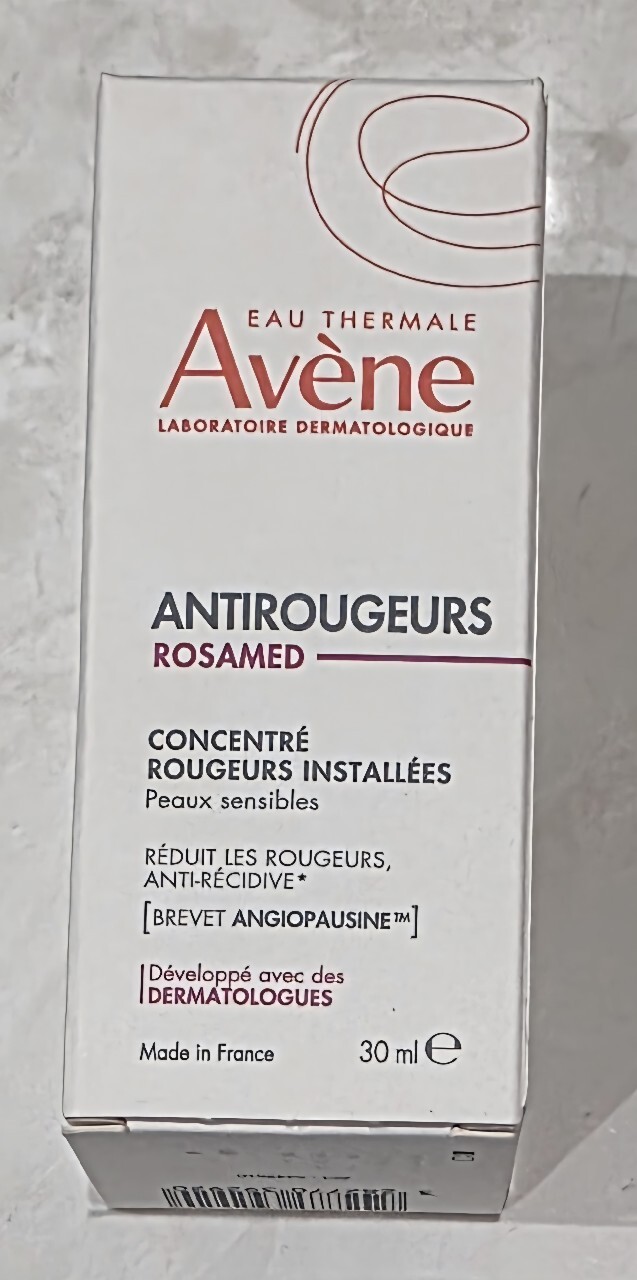 EAU THERMALE
Avène
LABORATOIRE DERMATOLOGIQUE
ANTIROUGEURS
ROSAMED
CONCENTRÉ
ROUGEURS INSTALLÉES
Peaux sensibles
RÉDUIT LES ROUGEURS,
ANTI-RÉCIDIVE*
[BREVET ANGIOPAUSINE™]
Développé avec des
DERMATOLOGUES
Made in France 30 ml ℮